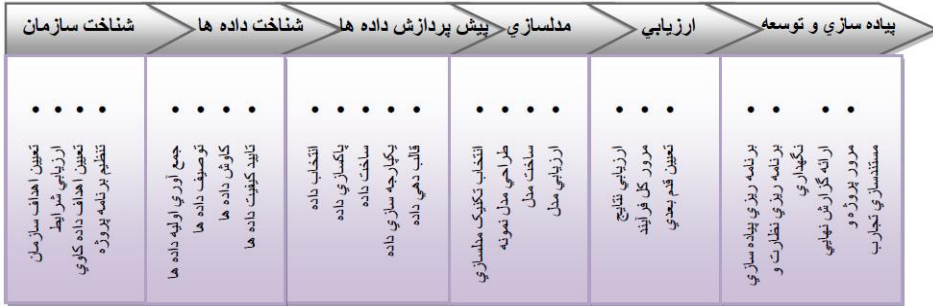 شناخت سازمان
شناخت داده ها
پيش پردازش داده ها
مدلسازي
ارزيابي
پياده سازي و توسعه
تعيين اهداف سازمان
ارزيابي شرايط
تعيين اهداف داده كاوي
تنظيم برنامه پروژه
جمع آوري اوليه داده ها
توصيف داده ها
كاوش داده ها
تاييد كيفيت داده ها
انتخاب داده
پاكسازي داده
ساخت داده
يكپارچه سازي داده
قالب دهي داده
انتخاب تكنيک مدلسازي
طراحي مدل نمونه
ساخت مدل
ارزيابي مدل
ارزيابي نتايج
مرور كل فرآيند
تعيين قدم بعدي
برنامه ريزي پياده سازي
برنامه ريزي نظارت و
نگهداري
ارائه گزارش نهايي
مرور پروژه و
مستندسازي تجارب